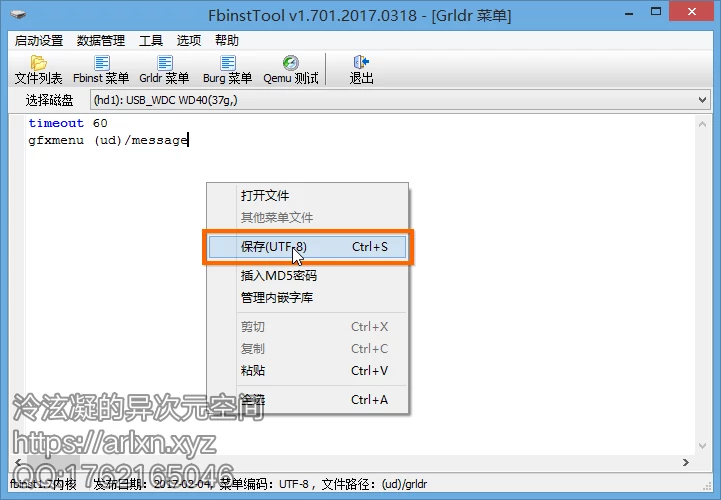 FbinstTool v1.701.2017.0318 - [Grldr 菜单]
启动设置 数据管理 工具 选项 帮助
文件列表 Fbinst 菜单 Grldr 菜单 Burg 菜单 Qemu 测试 退出
选择磁盘 (hd1): USB_WDC WD40(37g,)
timeout 60
gfxmenu (ud)/message
打开文件
其他菜单文件
保存(UTF-8) Ctrl+S
插入MD5密码
管理内嵌字库
剪切 Ctrl+X
复制 Ctrl+C
粘贴 Ctrl+V
全选 Ctrl+A
泠泫凝的异次元空间
https://arlxn.xyz
QQ:1762165046
fbinst1.7内核 发布日期：2017-02-04，菜单编码：UTF-8 ，文件路径：(ud)/grldr